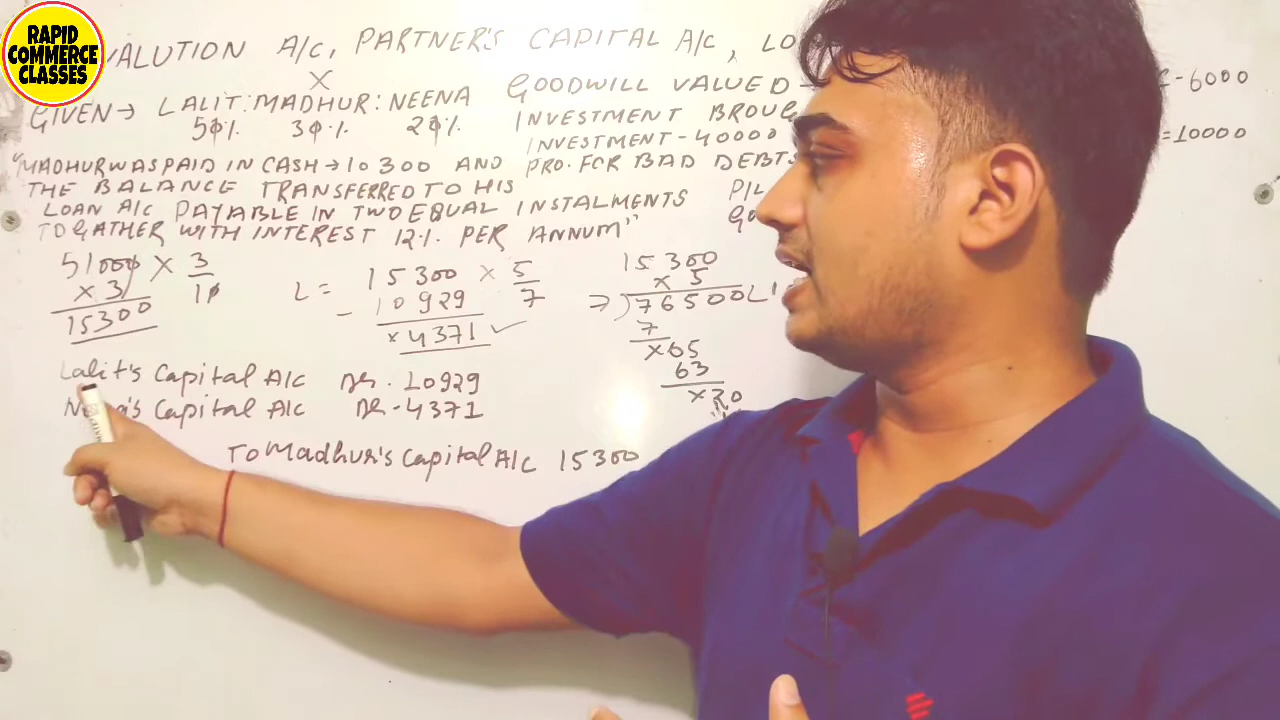 RAPID
COMMERCE
CLASSES
VALUTION A/C, PARTNER'S CAPITAL A/C, LO
X
GIVEN → LALIT : MADHUR : NEENA
50% 30% 20%
GOODWILL VALUED →
- 6000
INVESTMENT BROUG
INVESTMENT - 40000
= 10000
PRO. FOR BAD DEBTS
"MADHUR WAS PAID IN CASH → 10300 AND
THE BALANCE TRANSFERRED TO HIS
LOAN A/C PAYABLE IN TWO EQUAL INSTALMENTS
TOGATHER WITH INTEREST 12% PER ANNUM"
P/L
51000 × 3/10
× 3
15300
L = 15300 × 5/7
- 10929
× 4371 ✓
15300
× 5
7) 76500
7
×65
63
×20
Lalit's Capital A/C Dr. 10929
's Capital A/C Dr. 4371
To Madhur's Capital A/C 15300